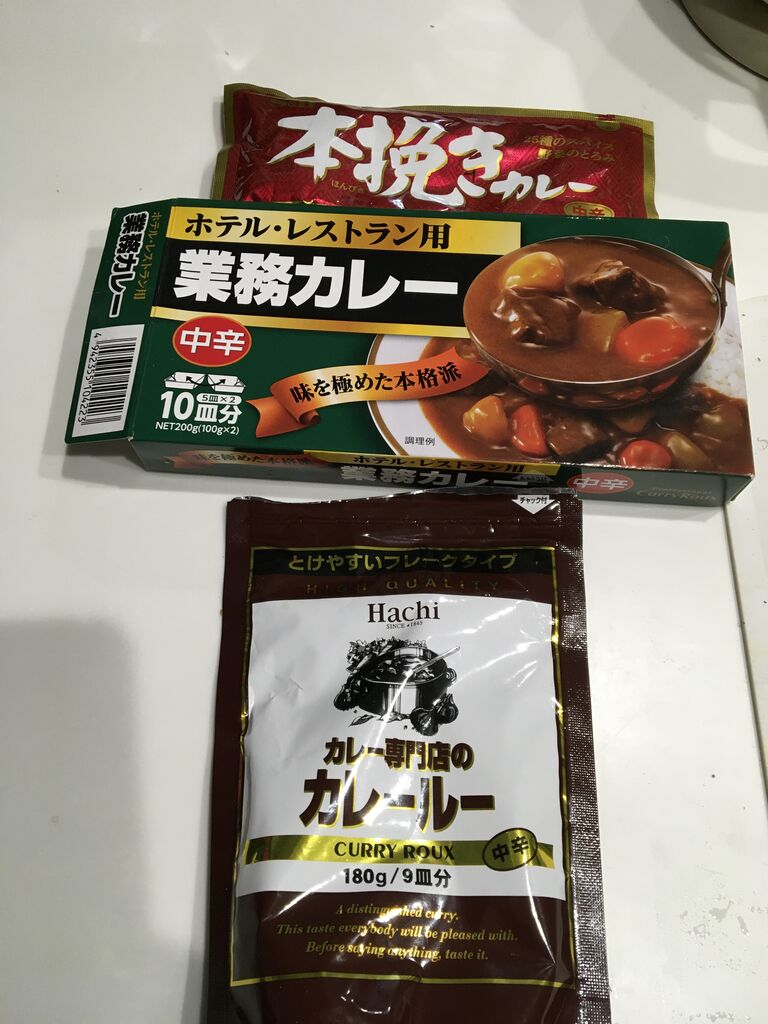 本挽きカレー
ほんびき
25種のスパイス
野菜のとろみ
中辛
ホテル・レストラン用
業務カレー
ホテル・レストラン用
業務カレー
中辛
5皿×2
10皿分
NET200g(100g×2)
味を極めた本格派
調理例
味を極めた本格派
ホテル・レストラン用
業務カレー
中辛
Professional
CurryRoux
チャック付
とけやすいフレークタイプ
HIGH QUALITY
Hachi
SINCE 1845
カレー専門店の
カレールー
CURRY ROUX
中辛
180g/9皿分
A distinguished curry.
This taste everybody will be pleased with.
Before saying anything, taste it.